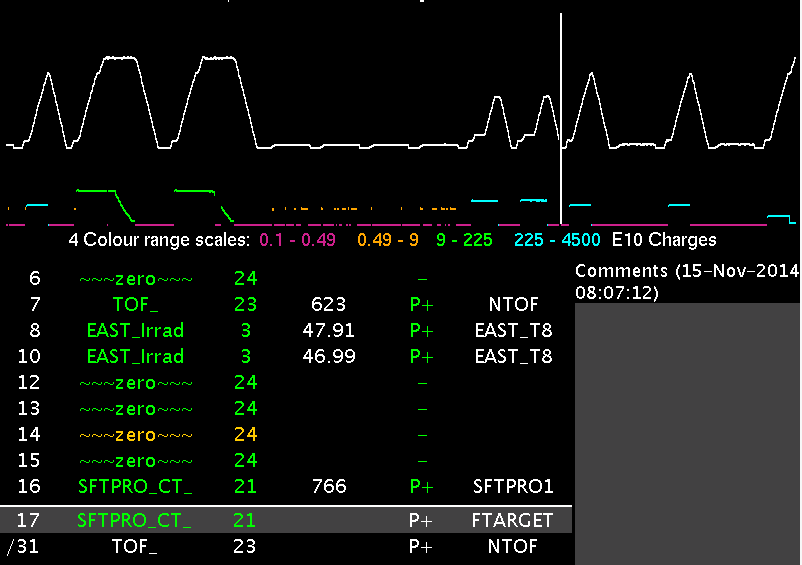 4 Colour range scales: 0.1 - 0.49 0.49 - 9 9 - 225 225 - 4500 E10 Charges
Comments (15-Nov-2014
08:07:12)
6 ~~~zero~~~ 24 –
7 TOF_ 23 623 P+ NTOF
8 EAST_Irrad 3 47.91 P+ EAST_T8
10 EAST_Irrad 3 46.99 P+ EAST_T8
12 ~~~zero~~~ 24 –
13 ~~~zero~~~ 24 –
14 ~~~zero~~~ 24 –
15 ~~~zero~~~ 24 –
16 SFTPRO_CT_ 21 766 P+ SFTPRO1
17 SFTPRO_CT_ 21 P+ FTARGET
/31 TOF_ 23 P+ NTOF